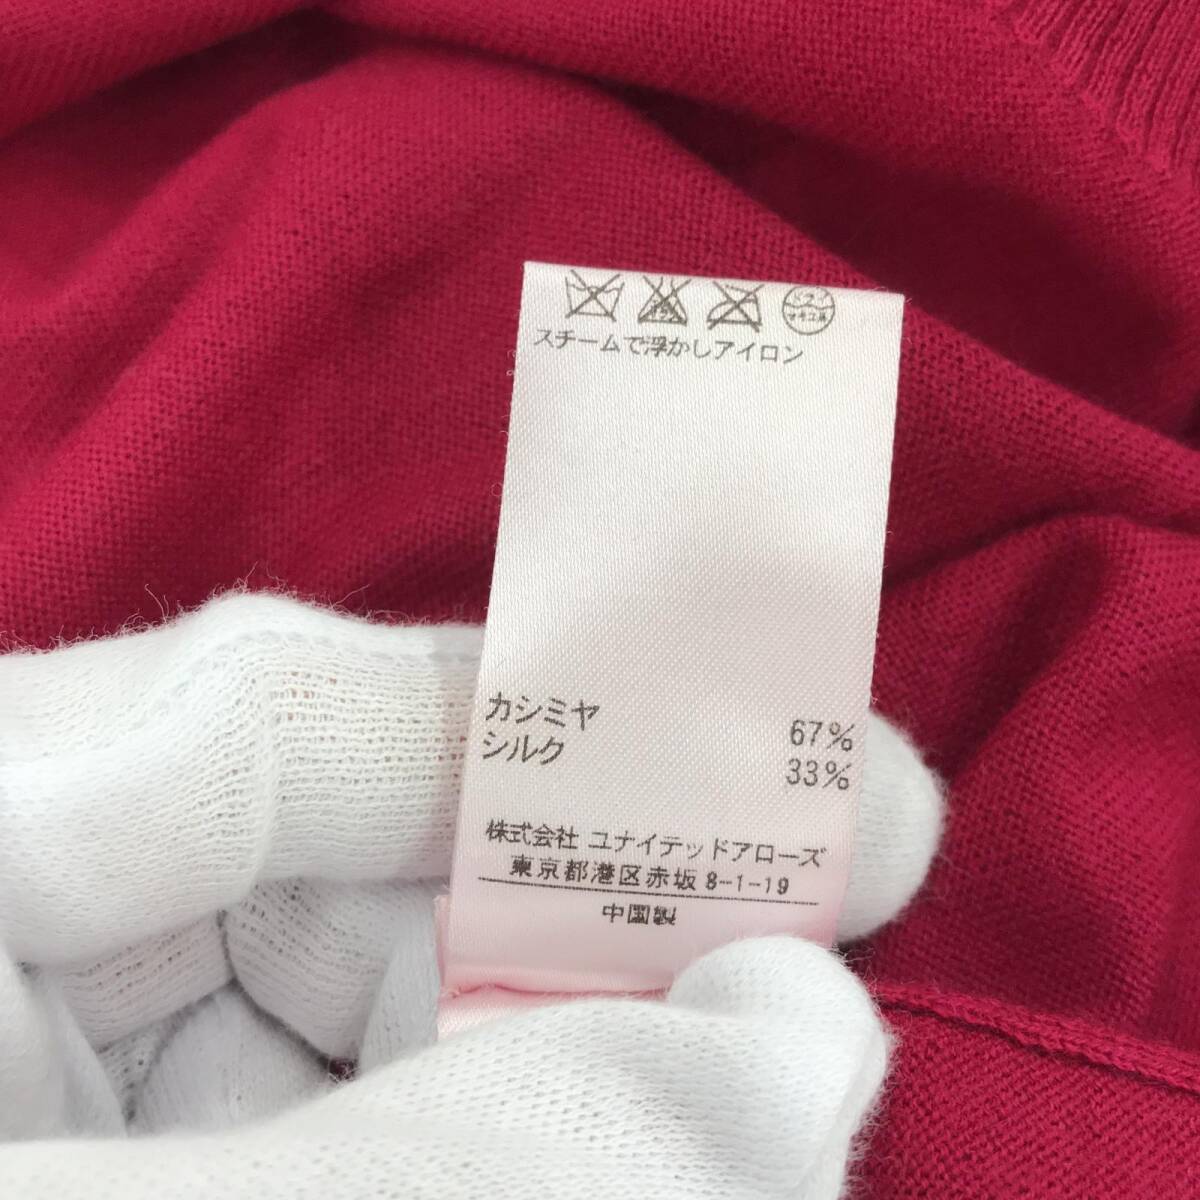 スチームで浮かしアイロン
カシミヤ 67%
シルク 33%
株式会社 ユナイテッドアローズ
東京都港区赤坂 8-1-19
中国製